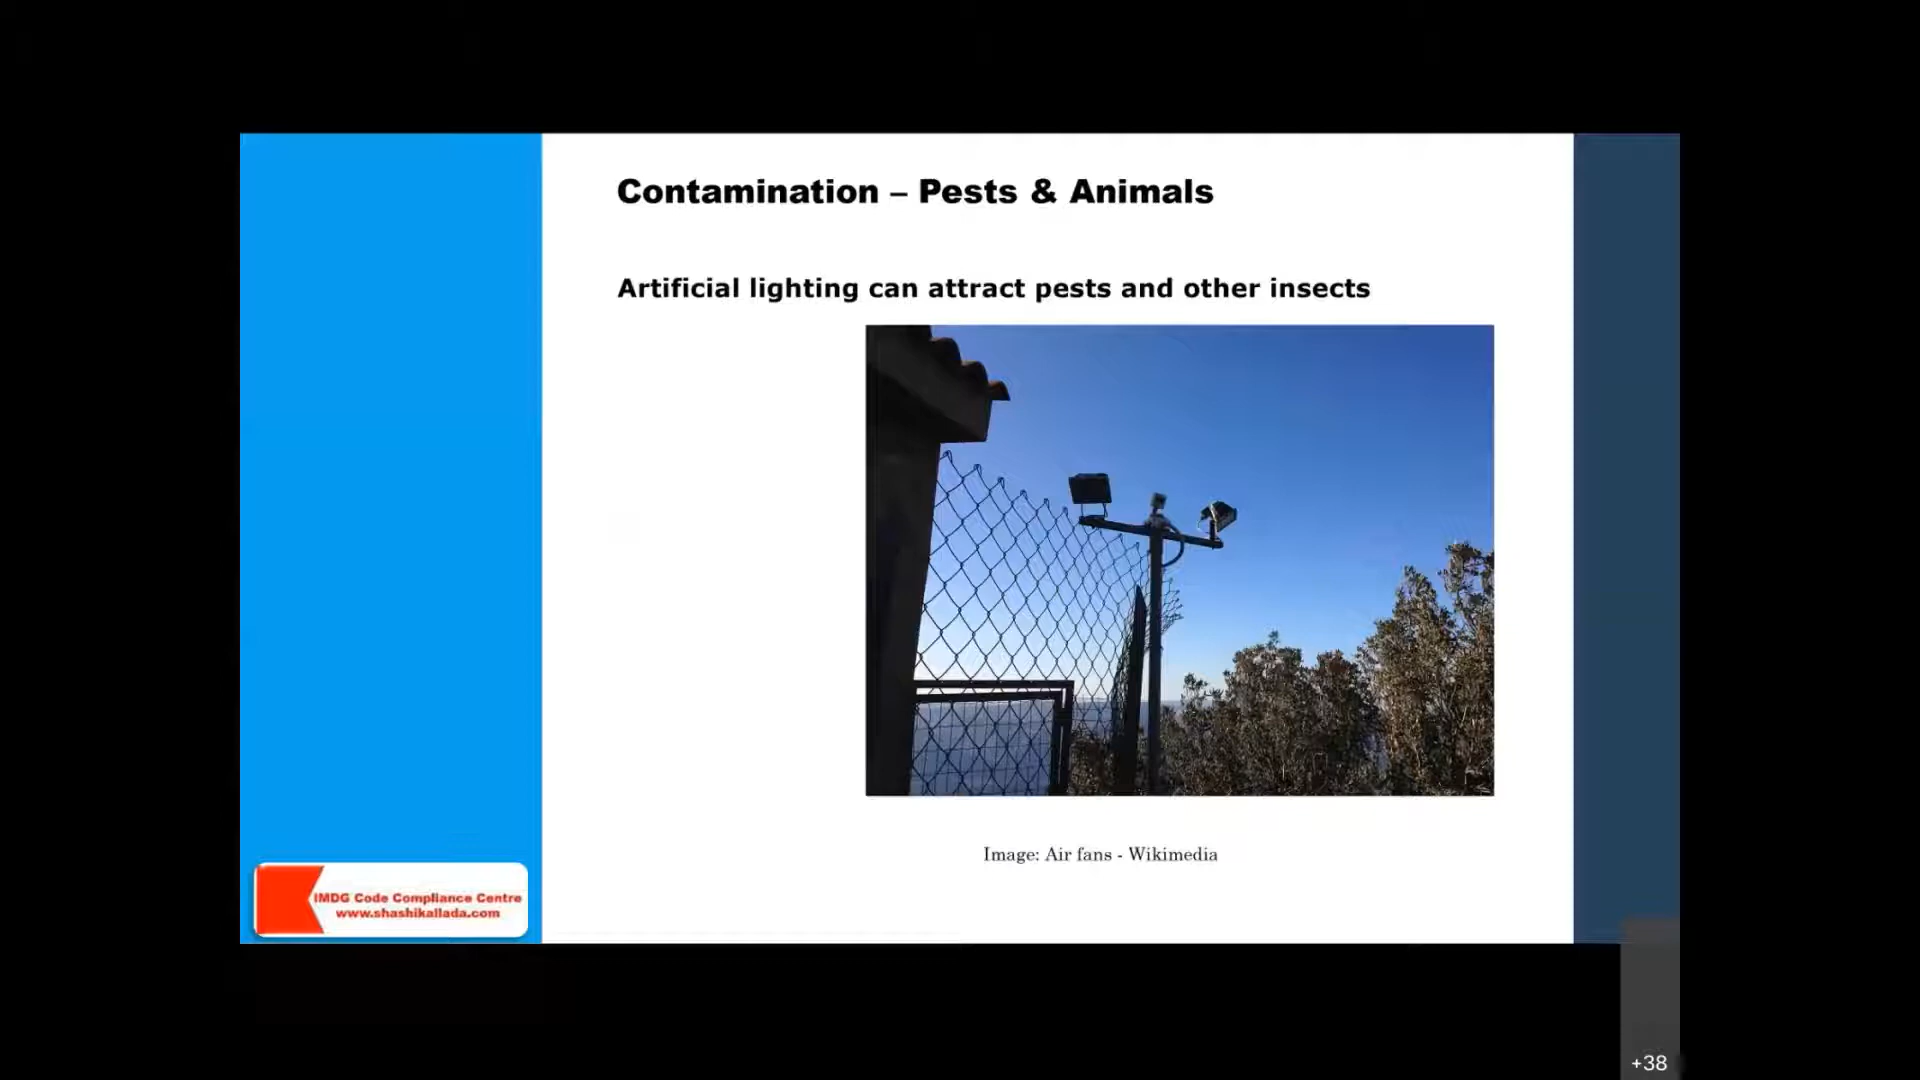 Contamination – Pests & Animals
Artificial lighting can attract pests and other insects
Image: Air fans - Wikimedia
IMDG Code Compliance Centre
www.shashikallada.com
+38